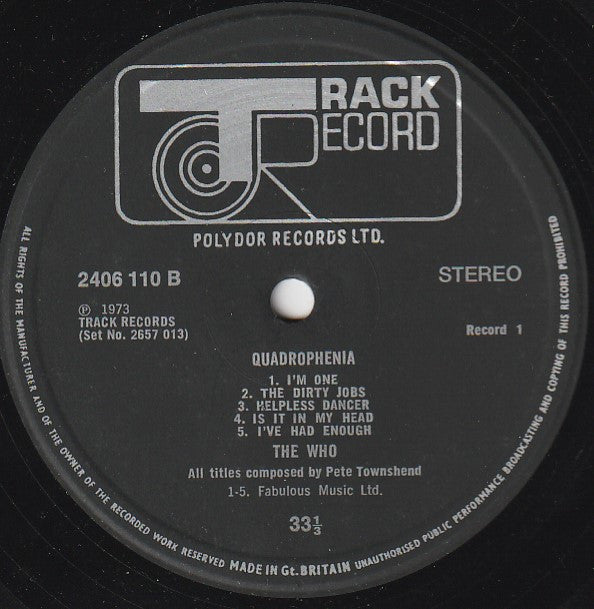 TRACK
RECORD
POLYDOR RECORDS LTD.
2406 110 B
STEREO
℗ 1973
TRACK RECORDS
(Set No. 2657 013)
Record 1
QUADROPHENIA
1. I'M ONE
2. THE DIRTY JOBS
3. HELPLESS DANCER
4. IS IT IN MY HEAD
5. I'VE HAD ENOUGH
THE WHO
All titles composed by Pete Townshend
1-5. Fabulous Music Ltd.
33⅓
ALL RIGHTS OF THE MANUFACTURER AND OF THE OWNER OF THE RECORDED WORK RESERVED MADE IN Gt. BRITAIN UNAUTHORISED PUBLIC PERFORMANCE BROADCASTING AND COPYING OF THIS RECORD PROHIBITED